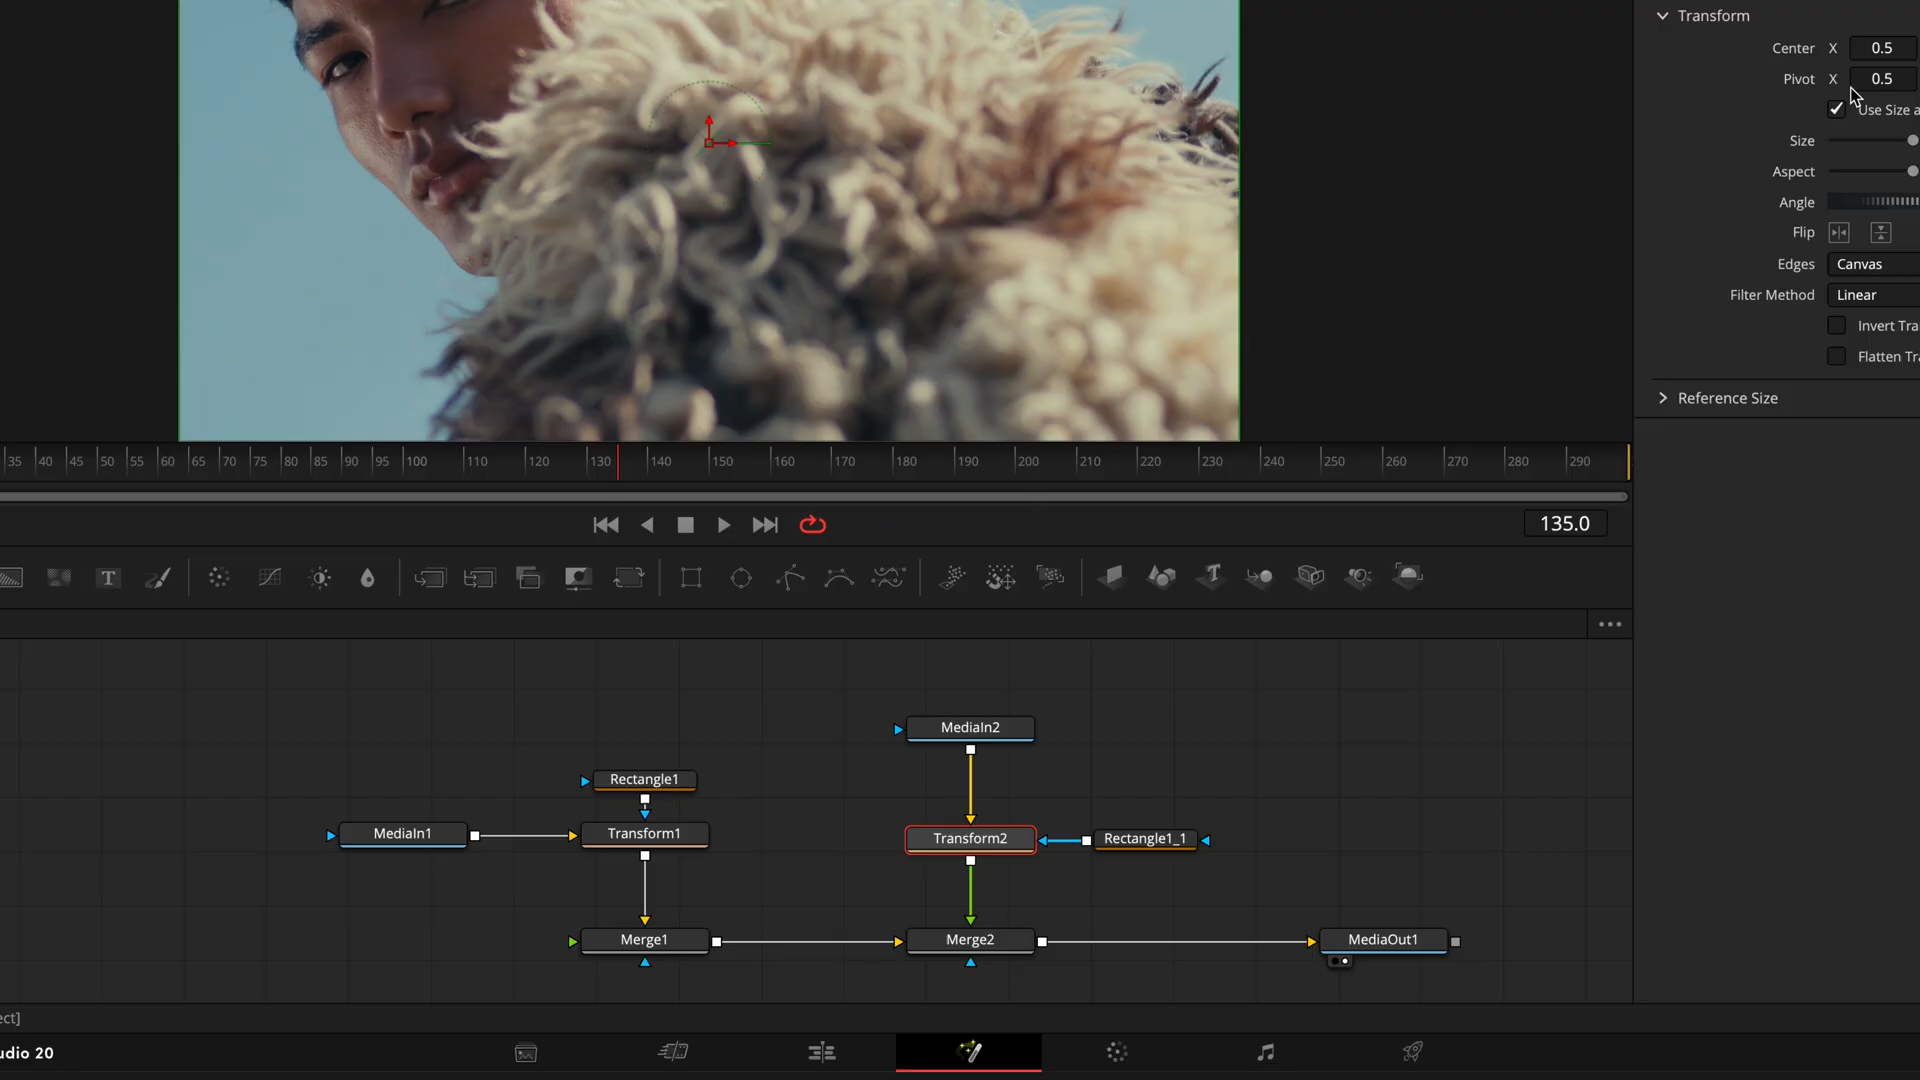 Transform
Center X 0.5
Pivot X 0.5
Use Size a
Size
Aspect
Angle
Flip
Edges Canvas
Filter Method Linear
Invert Tra
Flatten Tr
Reference Size
35 40 45 50 55 60 65 70 75 80 85 90 95 100 110 120 130 140 150 160 170 180 190 200 210 220 230 240 250 260 270 280 290
135.0
T
MediaIn2
Rectangle1
MediaIn1
Transform1
Transform2
Rectangle1_1
Merge1
Merge2
MediaOut1
ect]
udio 20